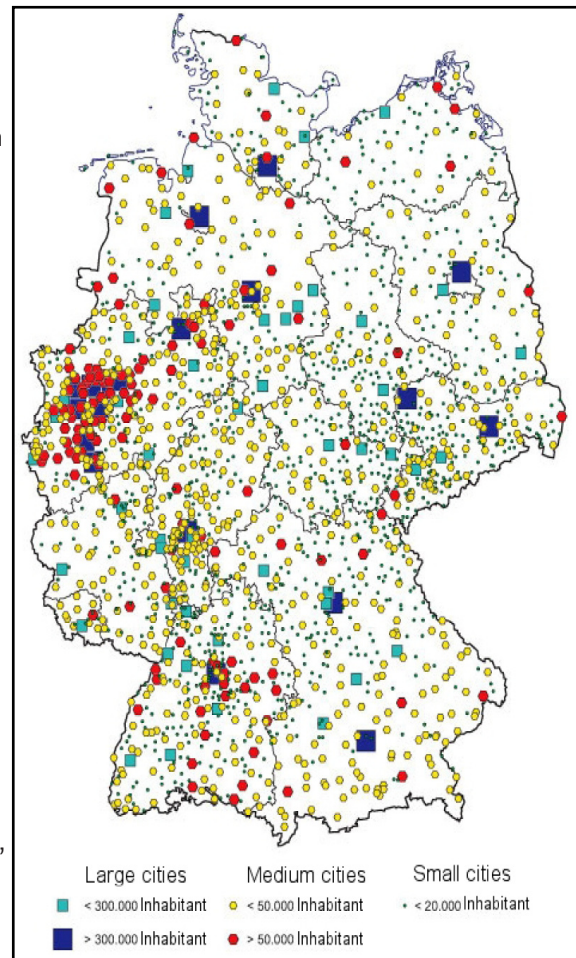 Large cities Medium cities Small cities
< 300.000 Inhabitant < 50.000 Inhabitant < 20.000 Inhabitant
> 300.000 Inhabitant > 50.000 Inhabitant